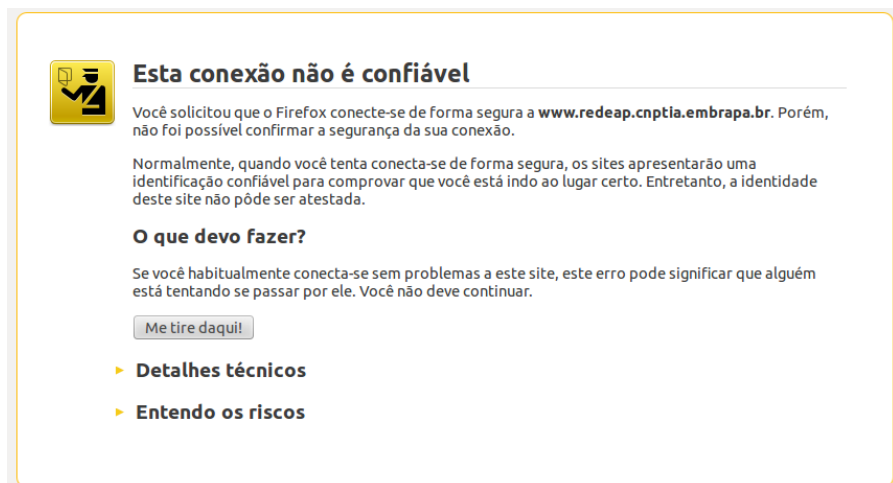 Esta conexão não é confiável
Você solicitou que o Firefox conecte-se de forma segura a www.redeap.cnptia.embrapa.br. Porém,
não foi possível confirmar a segurança da sua conexão.
Normalmente, quando você tenta conecta-se de forma segura, os sites apresentarão uma
identificação confiável para comprovar que você está indo ao lugar certo. Entretanto, a identidade
deste site não pôde ser atestada.
O que devo fazer?
Se você habitualmente conecta-se sem problemas a este site, este erro pode significar que alguém
está tentando se passar por ele. Você não deve continuar.
Me tire daqui!
Detalhes técnicos
Entendo os riscos